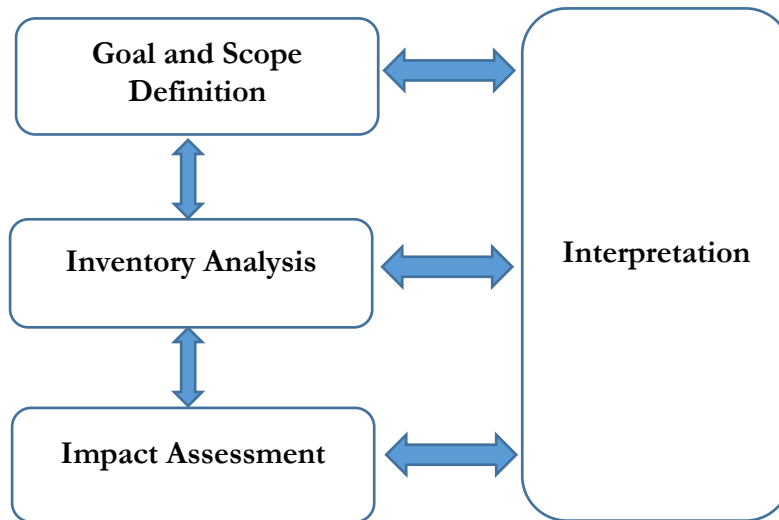 Goal and Scope
Definition
Inventory Analysis
Interpretation
Impact Assessment